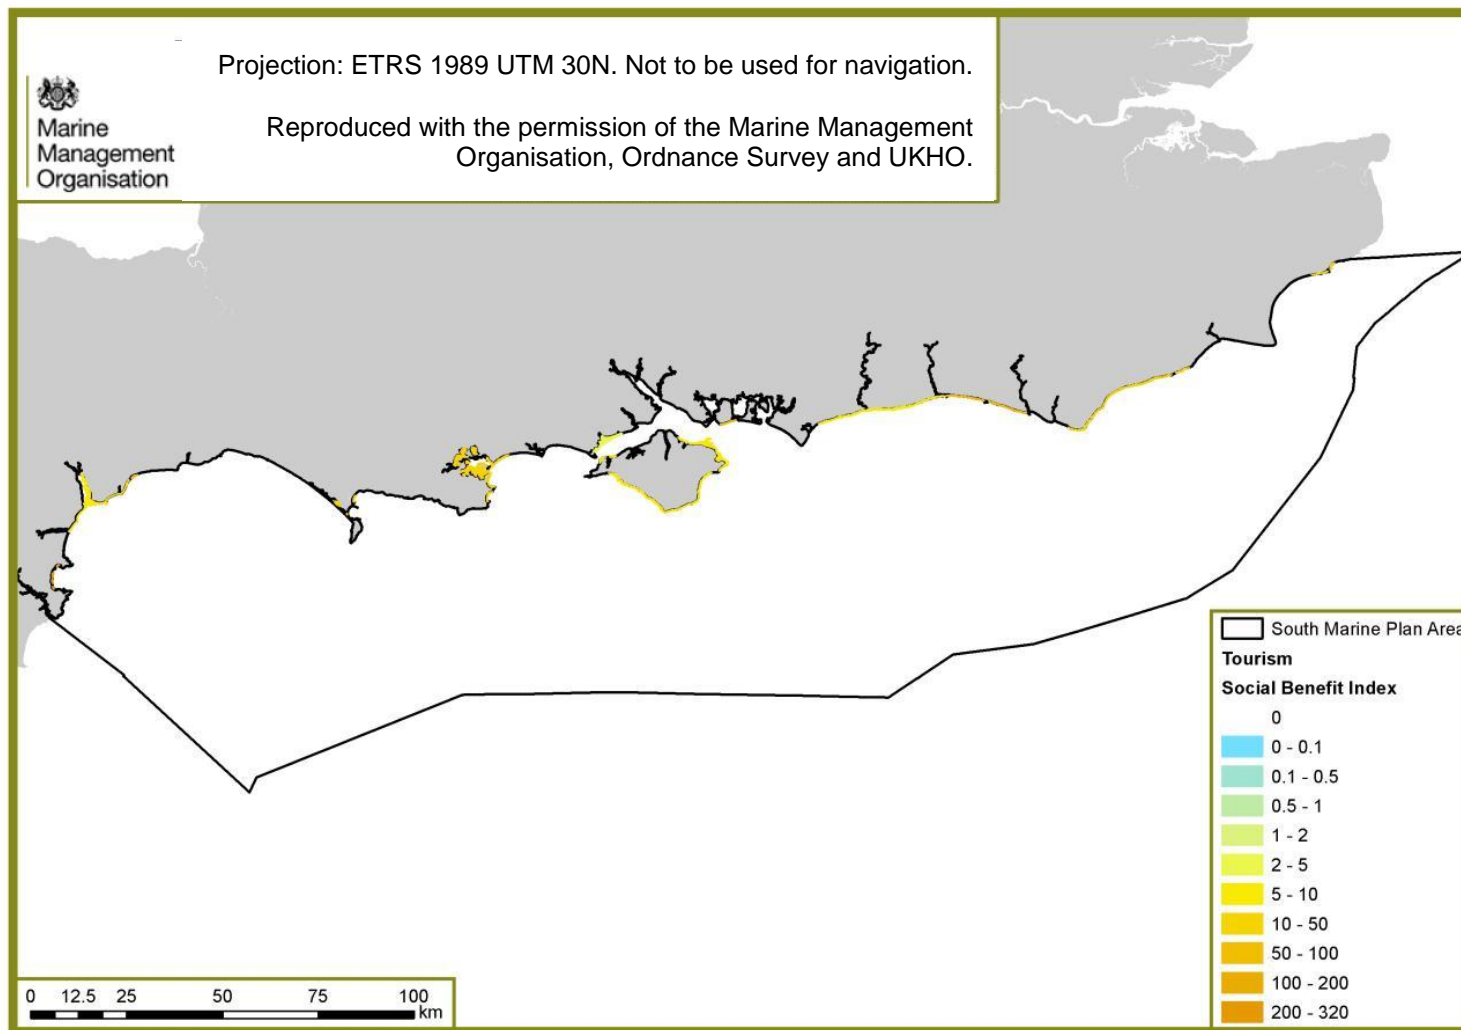 Projection: ETRS 1989 UTM 30N. Not to be used for navigation.
Reproduced with the permission of the Marine Management
Organisation, Ordnance Survey and UKHO.
Marine
Management
Organisation
South Marine Plan Area
Tourism
Social Benefit Index
0
0 - 0.1
0.1 - 0.5
0.5 - 1
1 - 2
2 - 5
5 - 10
10 - 50
50 - 100
100 - 200
200 - 320
0 12.5 25 50 75 100
km